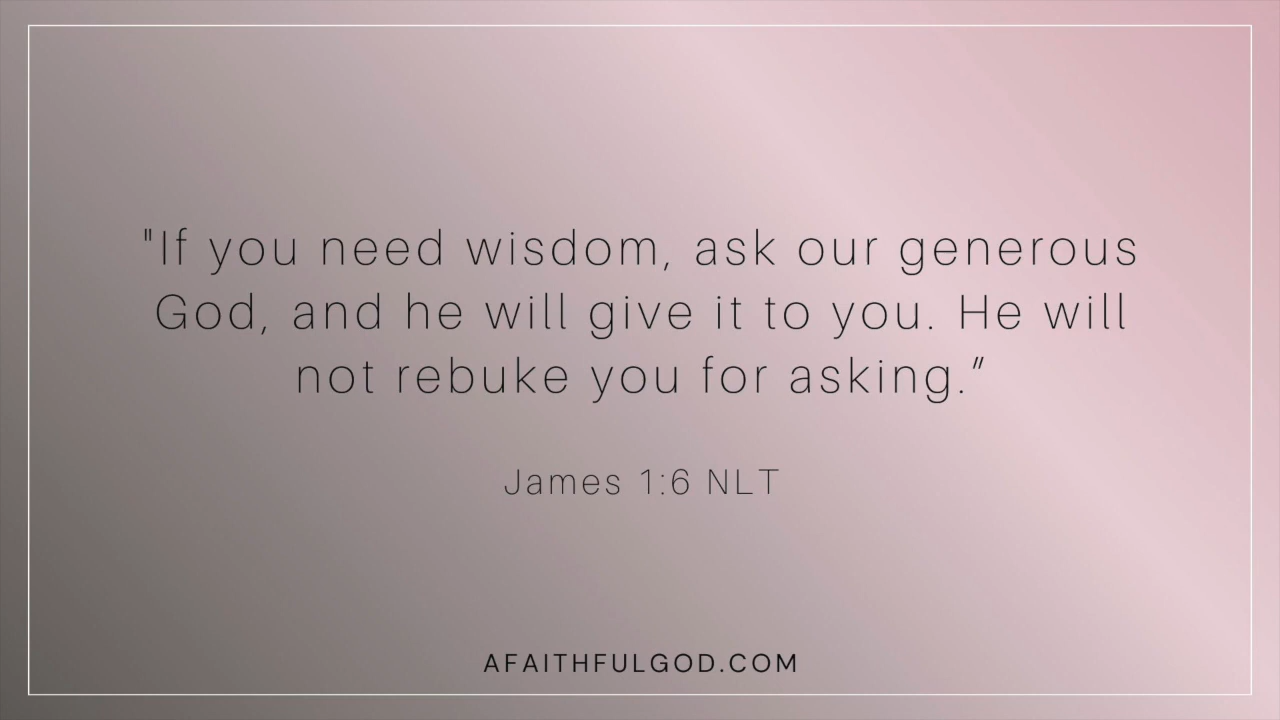 "If you need wisdom, ask our generous
God, and he will give it to you. He will
not rebuke you for asking.”
James 1:6 NLT
AFAITHFULGOD.COM